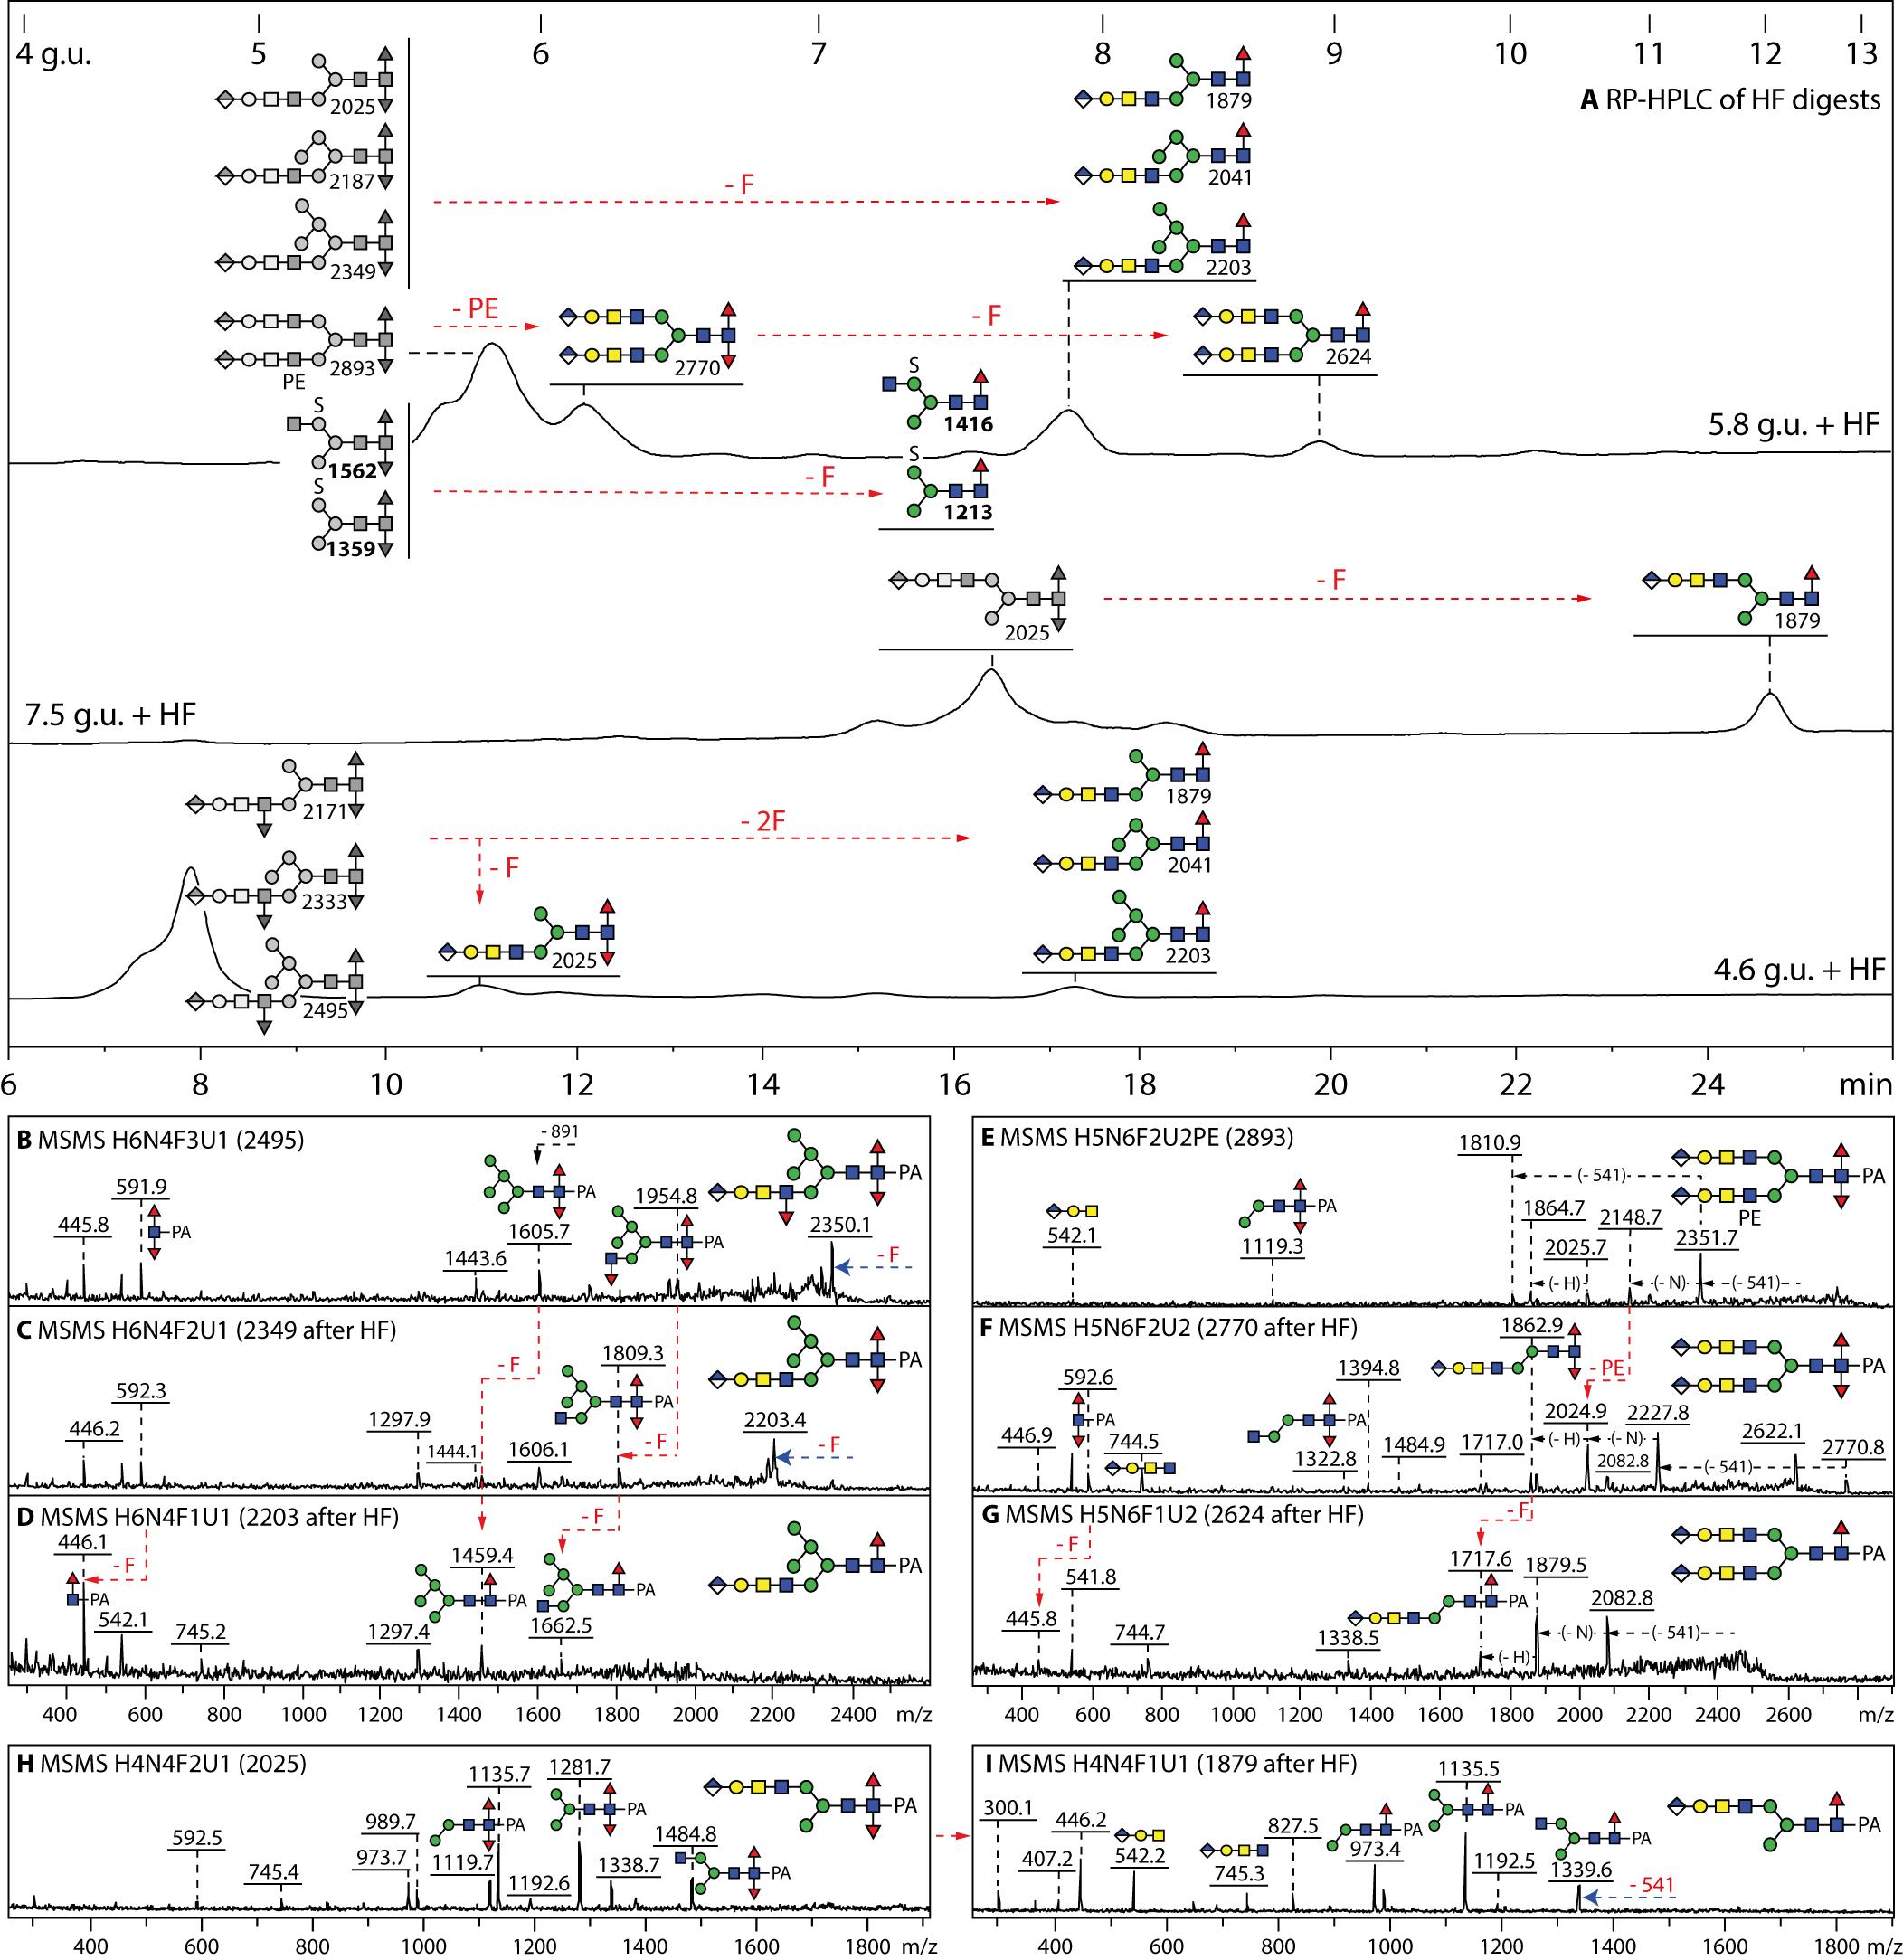 4 g.u. 5 6 7 8 9 10 11 12 13
A RP-HPLC of HF digests
2025
2187
2349
- F
1879
2041
2203
2893
PE
- PE
2770
- F
2624
S
1562
S
1359
- F
S
1416
S
1213
5.8 g.u. + HF
2025
- F
1879
7.5 g.u. + HF
2171
2333
2495
- 2F
- F
2025
1879
2041
2203
4.6 g.u. + HF
6 8 10 12 14 16 18 20 22 24 min
B MSMS H6N4F3U1 (2495)
- 891
445.8
591.9
PA
1443.6
1605.7
PA
1954.8
PA
2350.1
PA
- F
C MSMS H6N4F2U1 (2349 after HF)
446.2
592.3
1297.9
1444.1
- F
1606.1
1809.3
PA
- F
2203.4
PA
- F
D MSMS H6N4F1U1 (2203 after HF)
446.1
PA
- F
542.1
745.2
1297.4
1459.4
PA
- F
1662.5
PA
PA
400 600 800 1000 1200 1400 1600 1800 2000 2200 2400 m/z
E MSMS H5N6F2U2PE (2893)
542.1
1119.3
PA
1810.9
(- 541)
1864.7
2025.7
2148.7
2351.7
PE
PA
(- H)
(- N)
(- 541)
F MSMS H5N6F2U2 (2770 after HF)
446.9
592.6
PA
744.5
1322.8
PA
1394.8
1484.9
1717.0
1862.9
- PE
2024.9
2082.8
2227.8
2622.1
2770.8
PA
(- H)
(- N)
(- 541)
G MSMS H5N6F1U2 (2624 after HF)
- F
445.8
541.8
744.7
1338.5
- F
1717.6
PA
1879.5
2082.8
PA
(- H)
(- N)
(- 541)
400 600 800 1000 1200 1400 1600 1800 2000 2200 2400 2600 m/z
H MSMS H4N4F2U1 (2025)
592.5
745.4
973.7
989.7
1119.7
1135.7
PA
1192.6
1281.7
PA
1338.7
1484.8
PA
PA
400 600 800 1000 1200 1400 1600 1800 m/z
I MSMS H4N4F1U1 (1879 after HF)
300.1
407.2
446.2
542.2
745.3
827.5
973.4
PA
1135.5
PA
1192.5
1339.6
PA
- 541
PA
400 600 800 1000 1200 1400 1600 1800 m/z